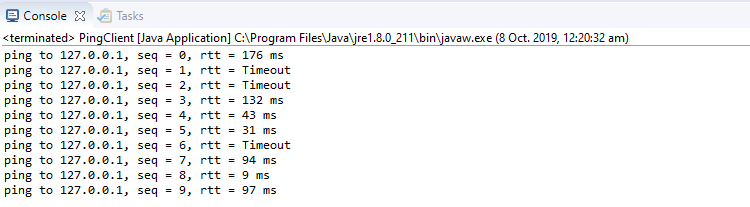 Console Tasks
<terminated> PingClient [Java Application] C:\Program Files\Java\jre1.8.0_211\bin\javaw.exe (8 Oct. 2019, 12:20:32 am)
ping to 127.0.0.1, seq = 0, rtt = 176 ms
ping to 127.0.0.1, seq = 1, rtt = Timeout
ping to 127.0.0.1, seq = 2, rtt = Timeout
ping to 127.0.0.1, seq = 3, rtt = 132 ms
ping to 127.0.0.1, seq = 4, rtt = 43 ms
ping to 127.0.0.1, seq = 5, rtt = 31 ms
ping to 127.0.0.1, seq = 6, rtt = Timeout
ping to 127.0.0.1, seq = 7, rtt = 94 ms
ping to 127.0.0.1, seq = 8, rtt = 9 ms
ping to 127.0.0.1, seq = 9, rtt = 97 ms